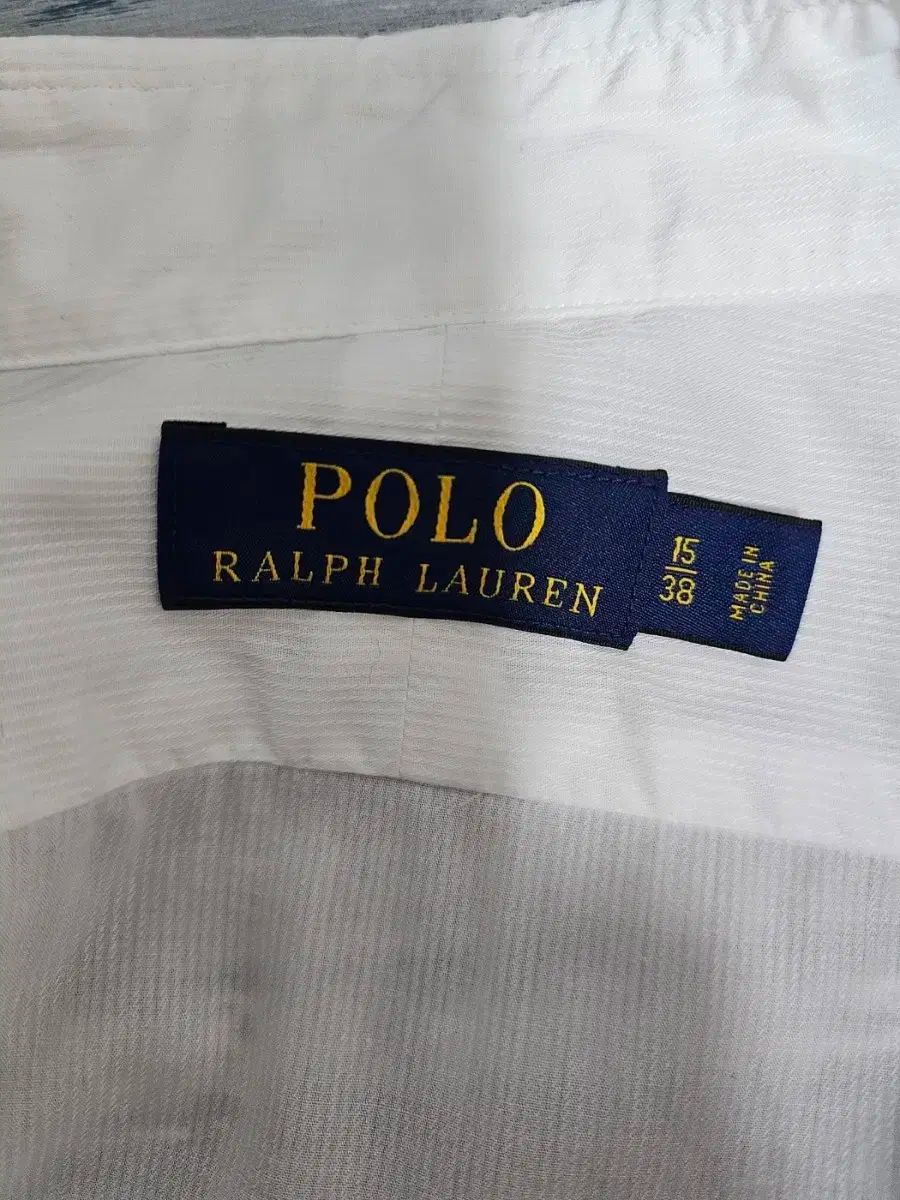 POLO
RALPH LAUREN
15
38
MADE IN
CHINA